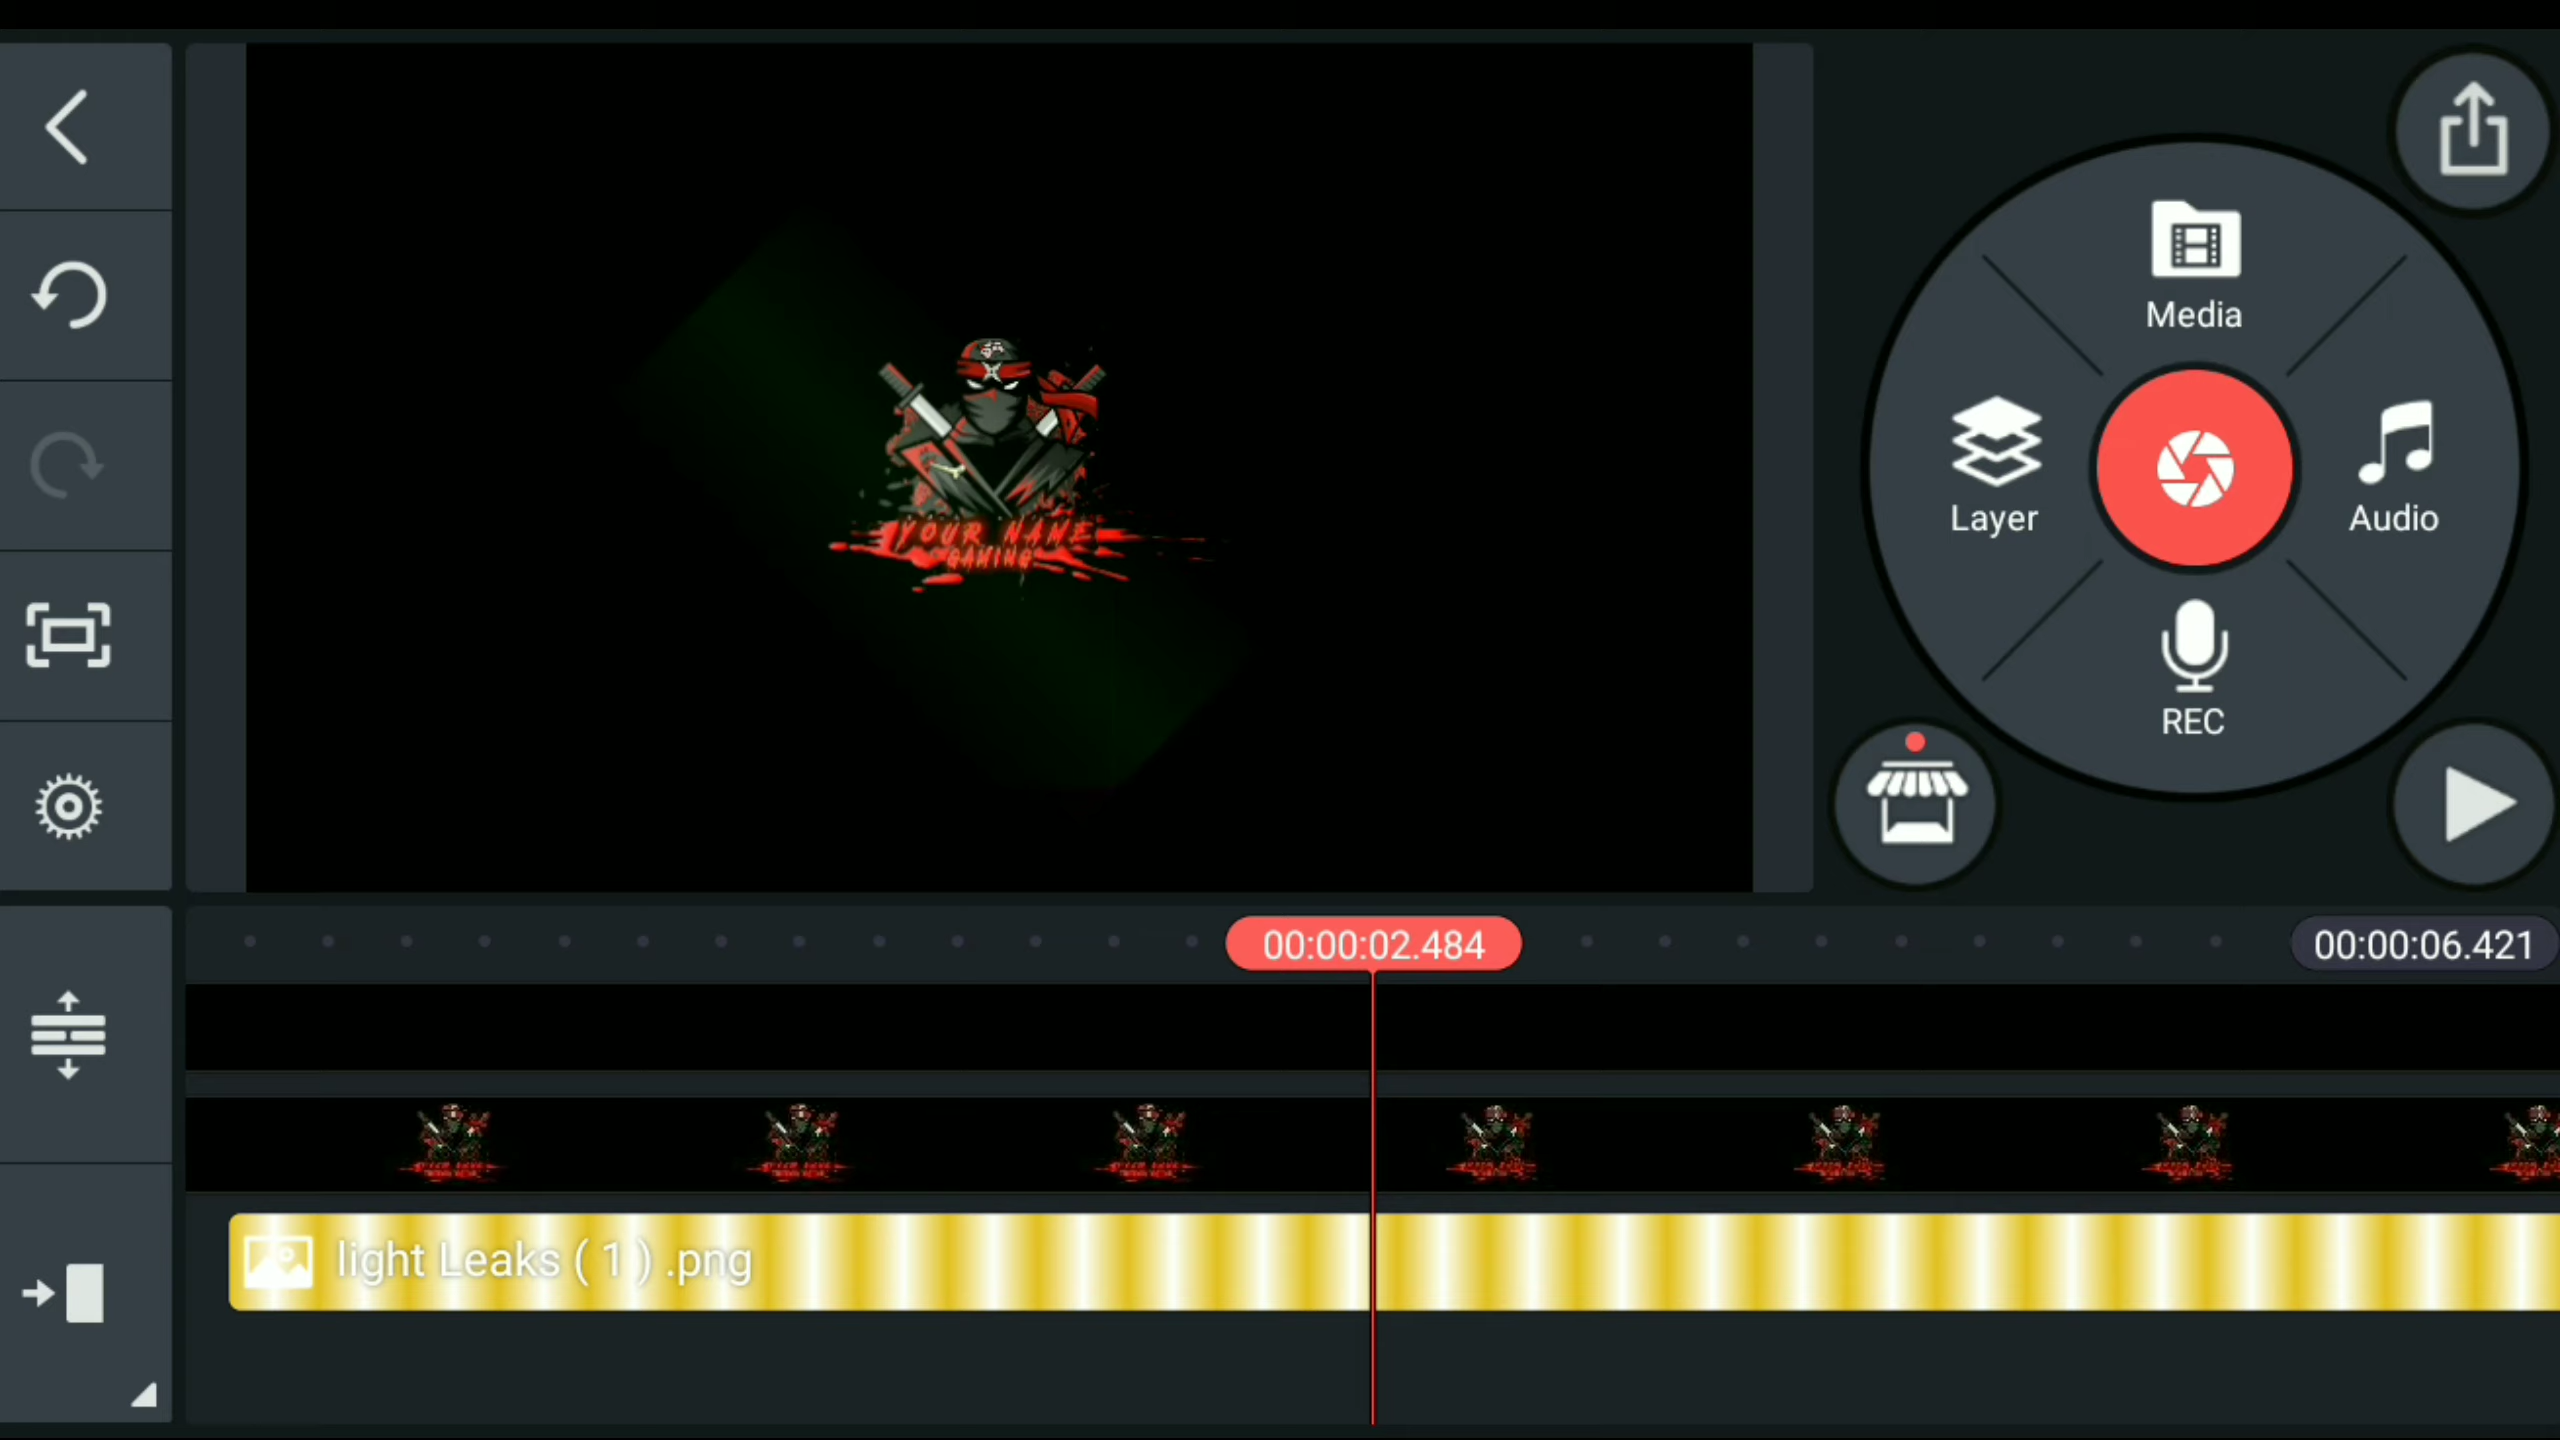 Media
Layer
Audio
YOUR NAME
GAMING
REC
00:00:02.484
00:00:06.421
light Leaks ( 1 ) .png